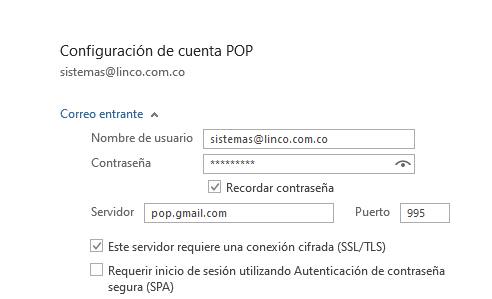 Configuración de cuenta POP
sistemas@linco.com.co
Correo entrante
Nombre de usuario sistemas@linco.com.co
Contraseña *********
Recordar contraseña
Servidor pop.gmail.com Puerto 995
Este servidor requiere una conexión cifrada (SSL/TLS)
Requerir inicio de sesión utilizando Autenticación de contraseña
segura (SPA)